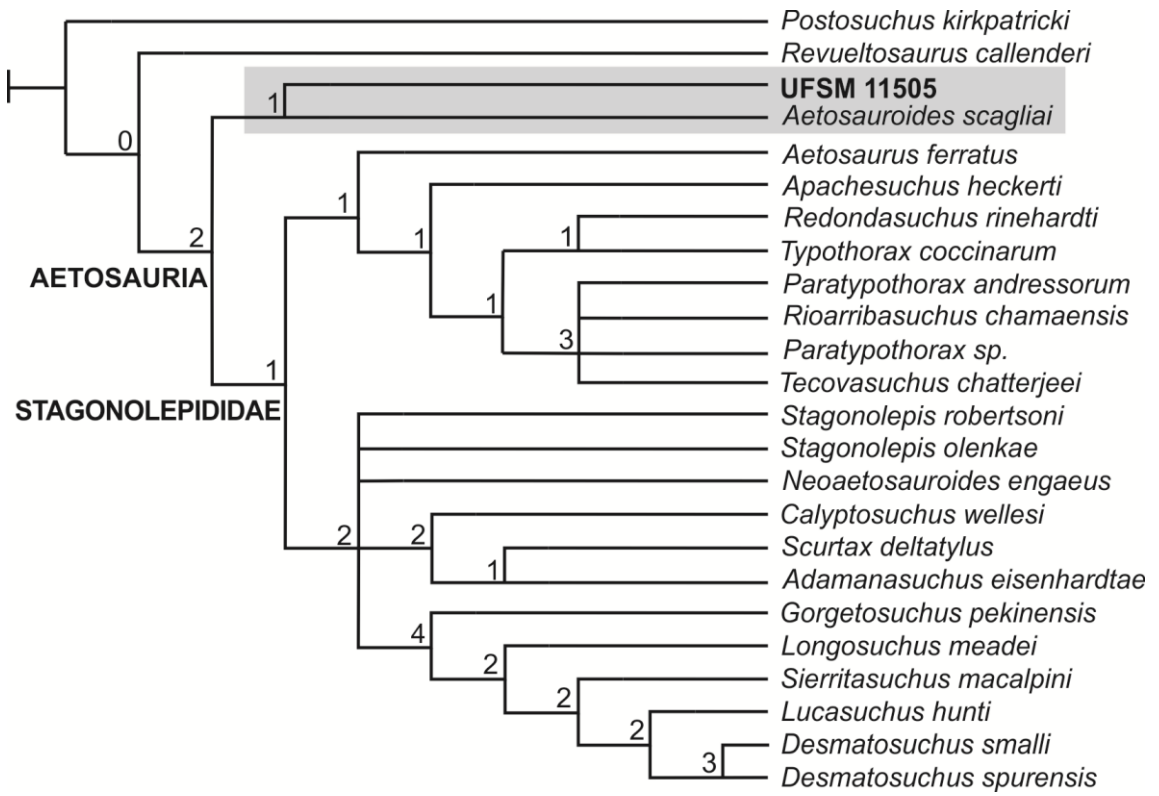 Postosuchus kirkpatricki
Revueltosaurus callenderi
UFSM 11505
1
Aetosauroides scagliai
0
Aetosaurus ferratus
Apachesuchus heckerti
1
Redondasuchus rinehardti
1
1
Typothorax coccinarum
2
AETOSAURIA
Paratypothorax andressorum
1
Rioarribasuchus chamaensis
3
Paratypothorax sp.
1
Tecovasuchus chatterjeei
STAGONOLEPIDIDAE
Stagonolepis robertsoni
Stagonolepis olenkae
Neoaetosauroides engaeus
Calyptosuchus wellesi
2
2
Scurtax deltatylus
1
Adamanasuchus eisenhardtae
Gorgetosuchus pekinensis
4
Longosuchus meadei
2
Sierritasuchus macalpini
2
Lucasuchus hunti
2
Desmatosuchus smalli
3
Desmatosuchus spurensis